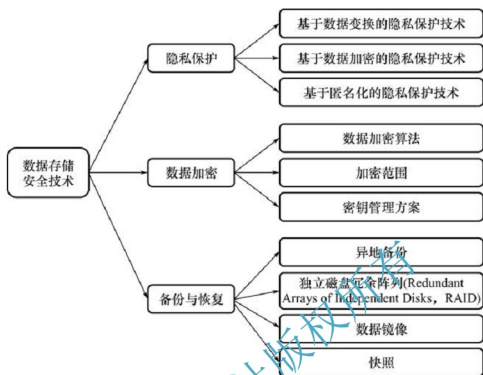 基于数据变换的隐私保护技术
隐私保护
基于数据加密的隐私保护技术
基于匿名化的隐私保护技术
数据加密算法
数据存储
安全技术
数据加密
加密范围
密钥管理方案
异地备份
独立磁盘冗余阵列(Redundant
Arrays of Independent Disks, RAID)
备份与恢复
数据镜像
快照
版权所有